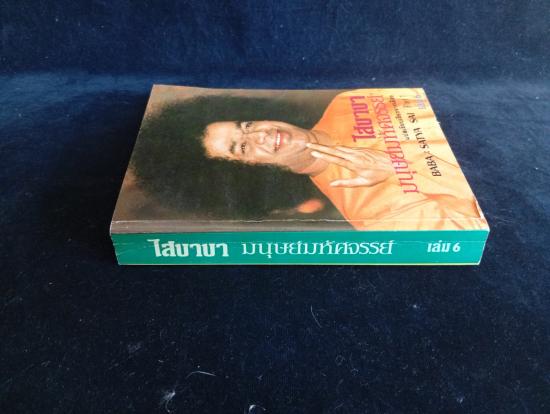 ไสบาบา
มนุษย์มหัศจรรย์
BABA: SATYA SAI
ไสบาบา มนุษย์มหัศจรรย์ เล่ม 6